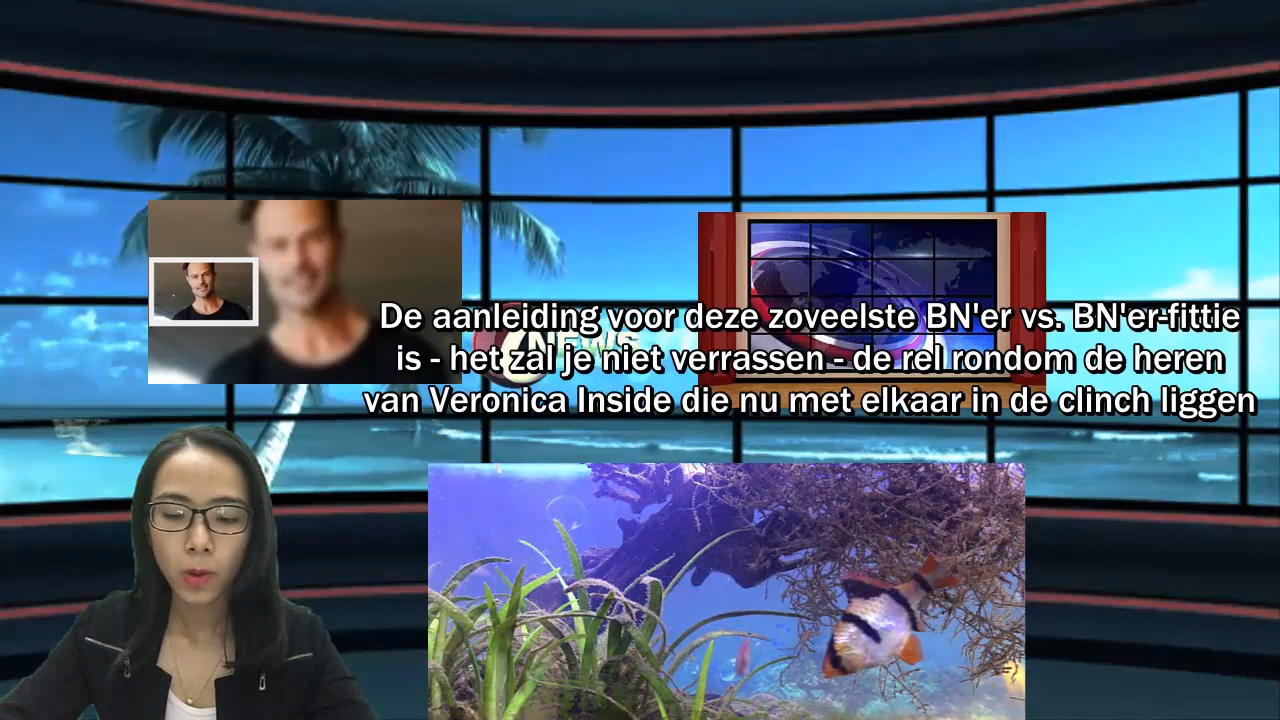 De aanleiding voor deze zoveelste BN'er vs. BN'er-fittie
is - het zal je niet verrassen - de rel rondom de heren
van Veronica Inside die nu met elkaar in de clinch liggen
NEWS